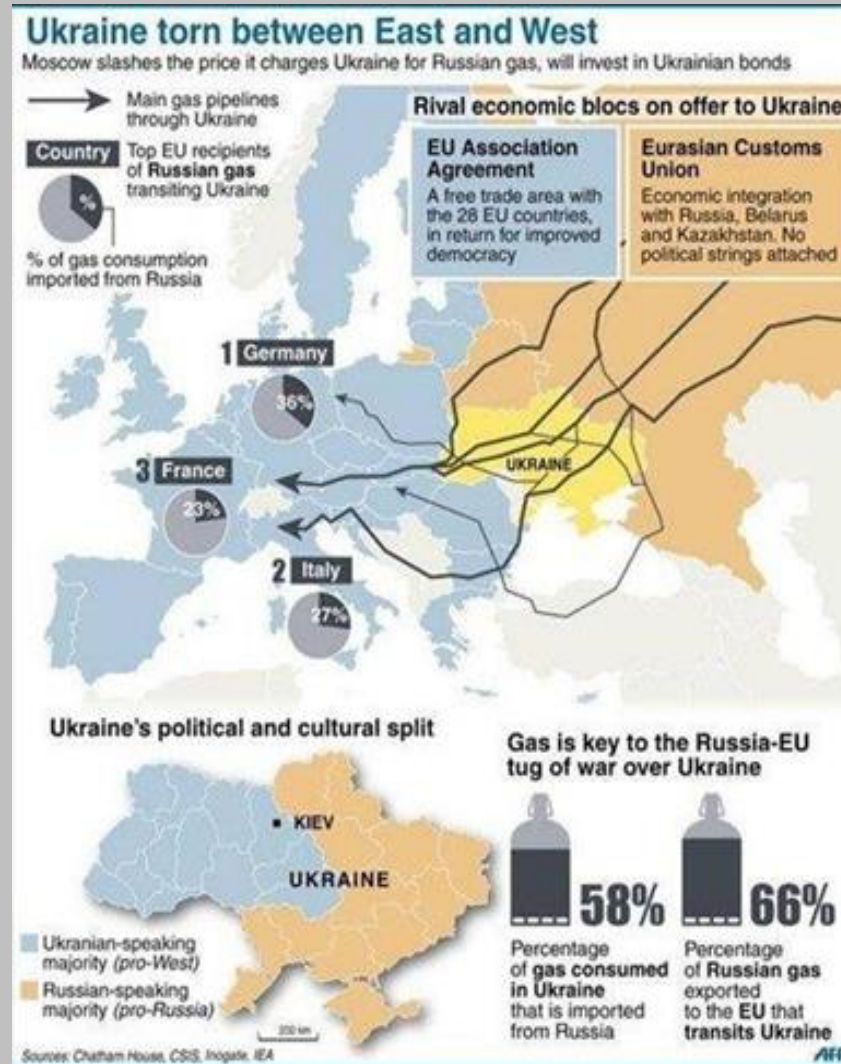 Ukraine torn between East and West
Moscow slashes the price it charges Ukraine for Russian gas, will invest in Ukrainian bonds
Main gas pipelines
through Ukraine
Country
Top EU recipients
of Russian gas
transiting Ukraine
%
% of gas consumption
imported from Russia
Rival economic blocs on offer to Ukraine
EU Association
Agreement
A free trade area with
the 28 EU countries,
in return for improved
democracy
Eurasian Customs
Union
Economic integration
with Russia, Belarus
and Kazakhstan. No
political strings attached
1 Germany
36%
3 France
23%
2 Italy
27%
UKRAINE
Ukraine's political and cultural split
KIEV
UKRAINE
Ukranian-speaking
majority (pro-West)
Russian-speaking
majority (pro-Russia)
200 km
Gas is key to the Russia-EU
tug of war over Ukraine
58%
Percentage
of gas consumed
in Ukraine
that is imported
from Russia
66%
Percentage
of Russian gas
exported
to the EU that
transits Ukraine
Sources: Chatham House, CSIS, Inogate, IEA
AFP